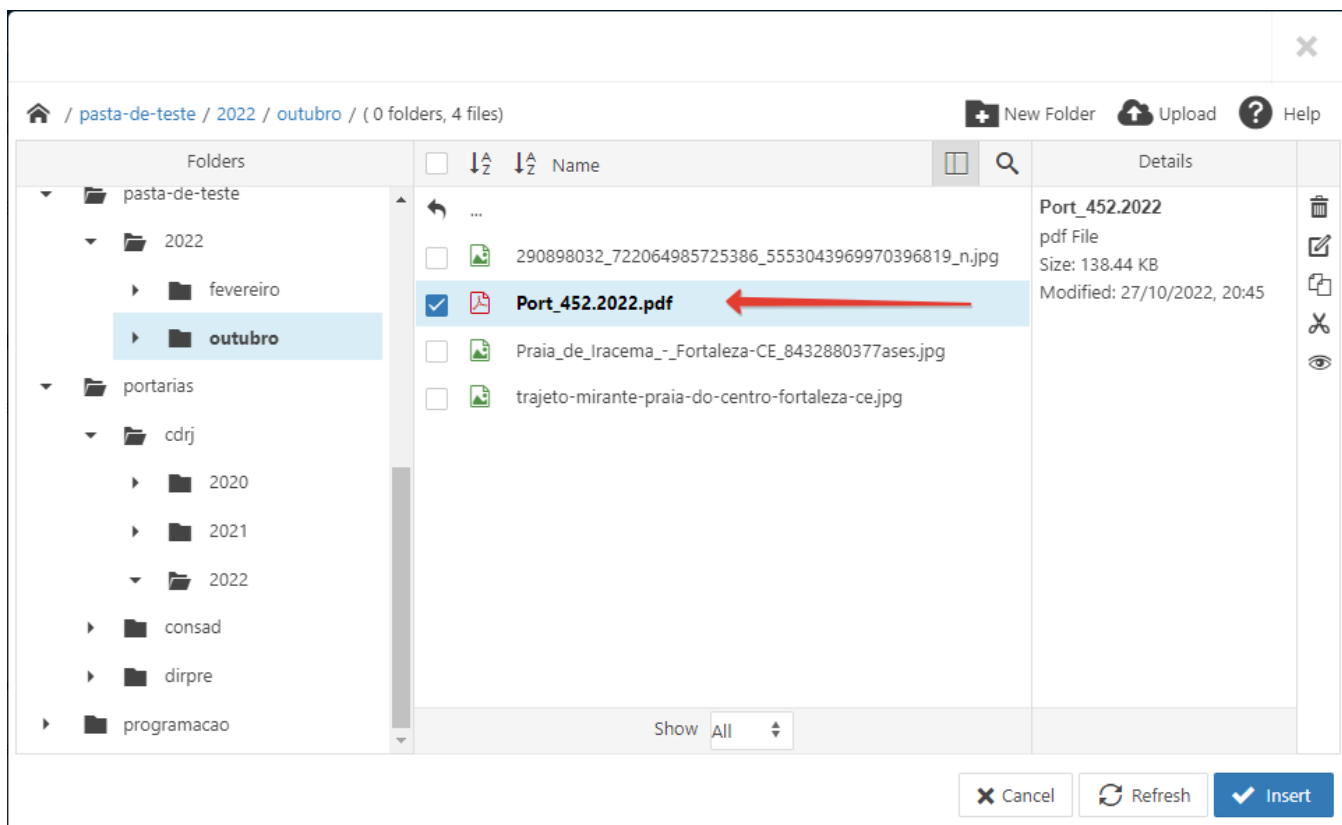 / pasta-de-teste / 2022 / outubro / ( 0 folders, 4 files)
New Folder Upload Help
Folders
pasta-de-teste
2022
fevereiro
outubro
portarias
cdrj
2020
2021
2022
consad
dirpre
programacao
Name
...
290898032_722064985725386_5553043969970396819_n.jpg
Port_452.2022.pdf
Praia_de_Iracema_-_Fortaleza-CE_8432880377ases.jpg
trajeto-mirante-praia-do-centro-fortaleza-ce.jpg
Show All
Details
Port_452.2022
pdf File
Size: 138.44 KB
Modified: 27/10/2022, 20:45
Cancel Refresh Insert